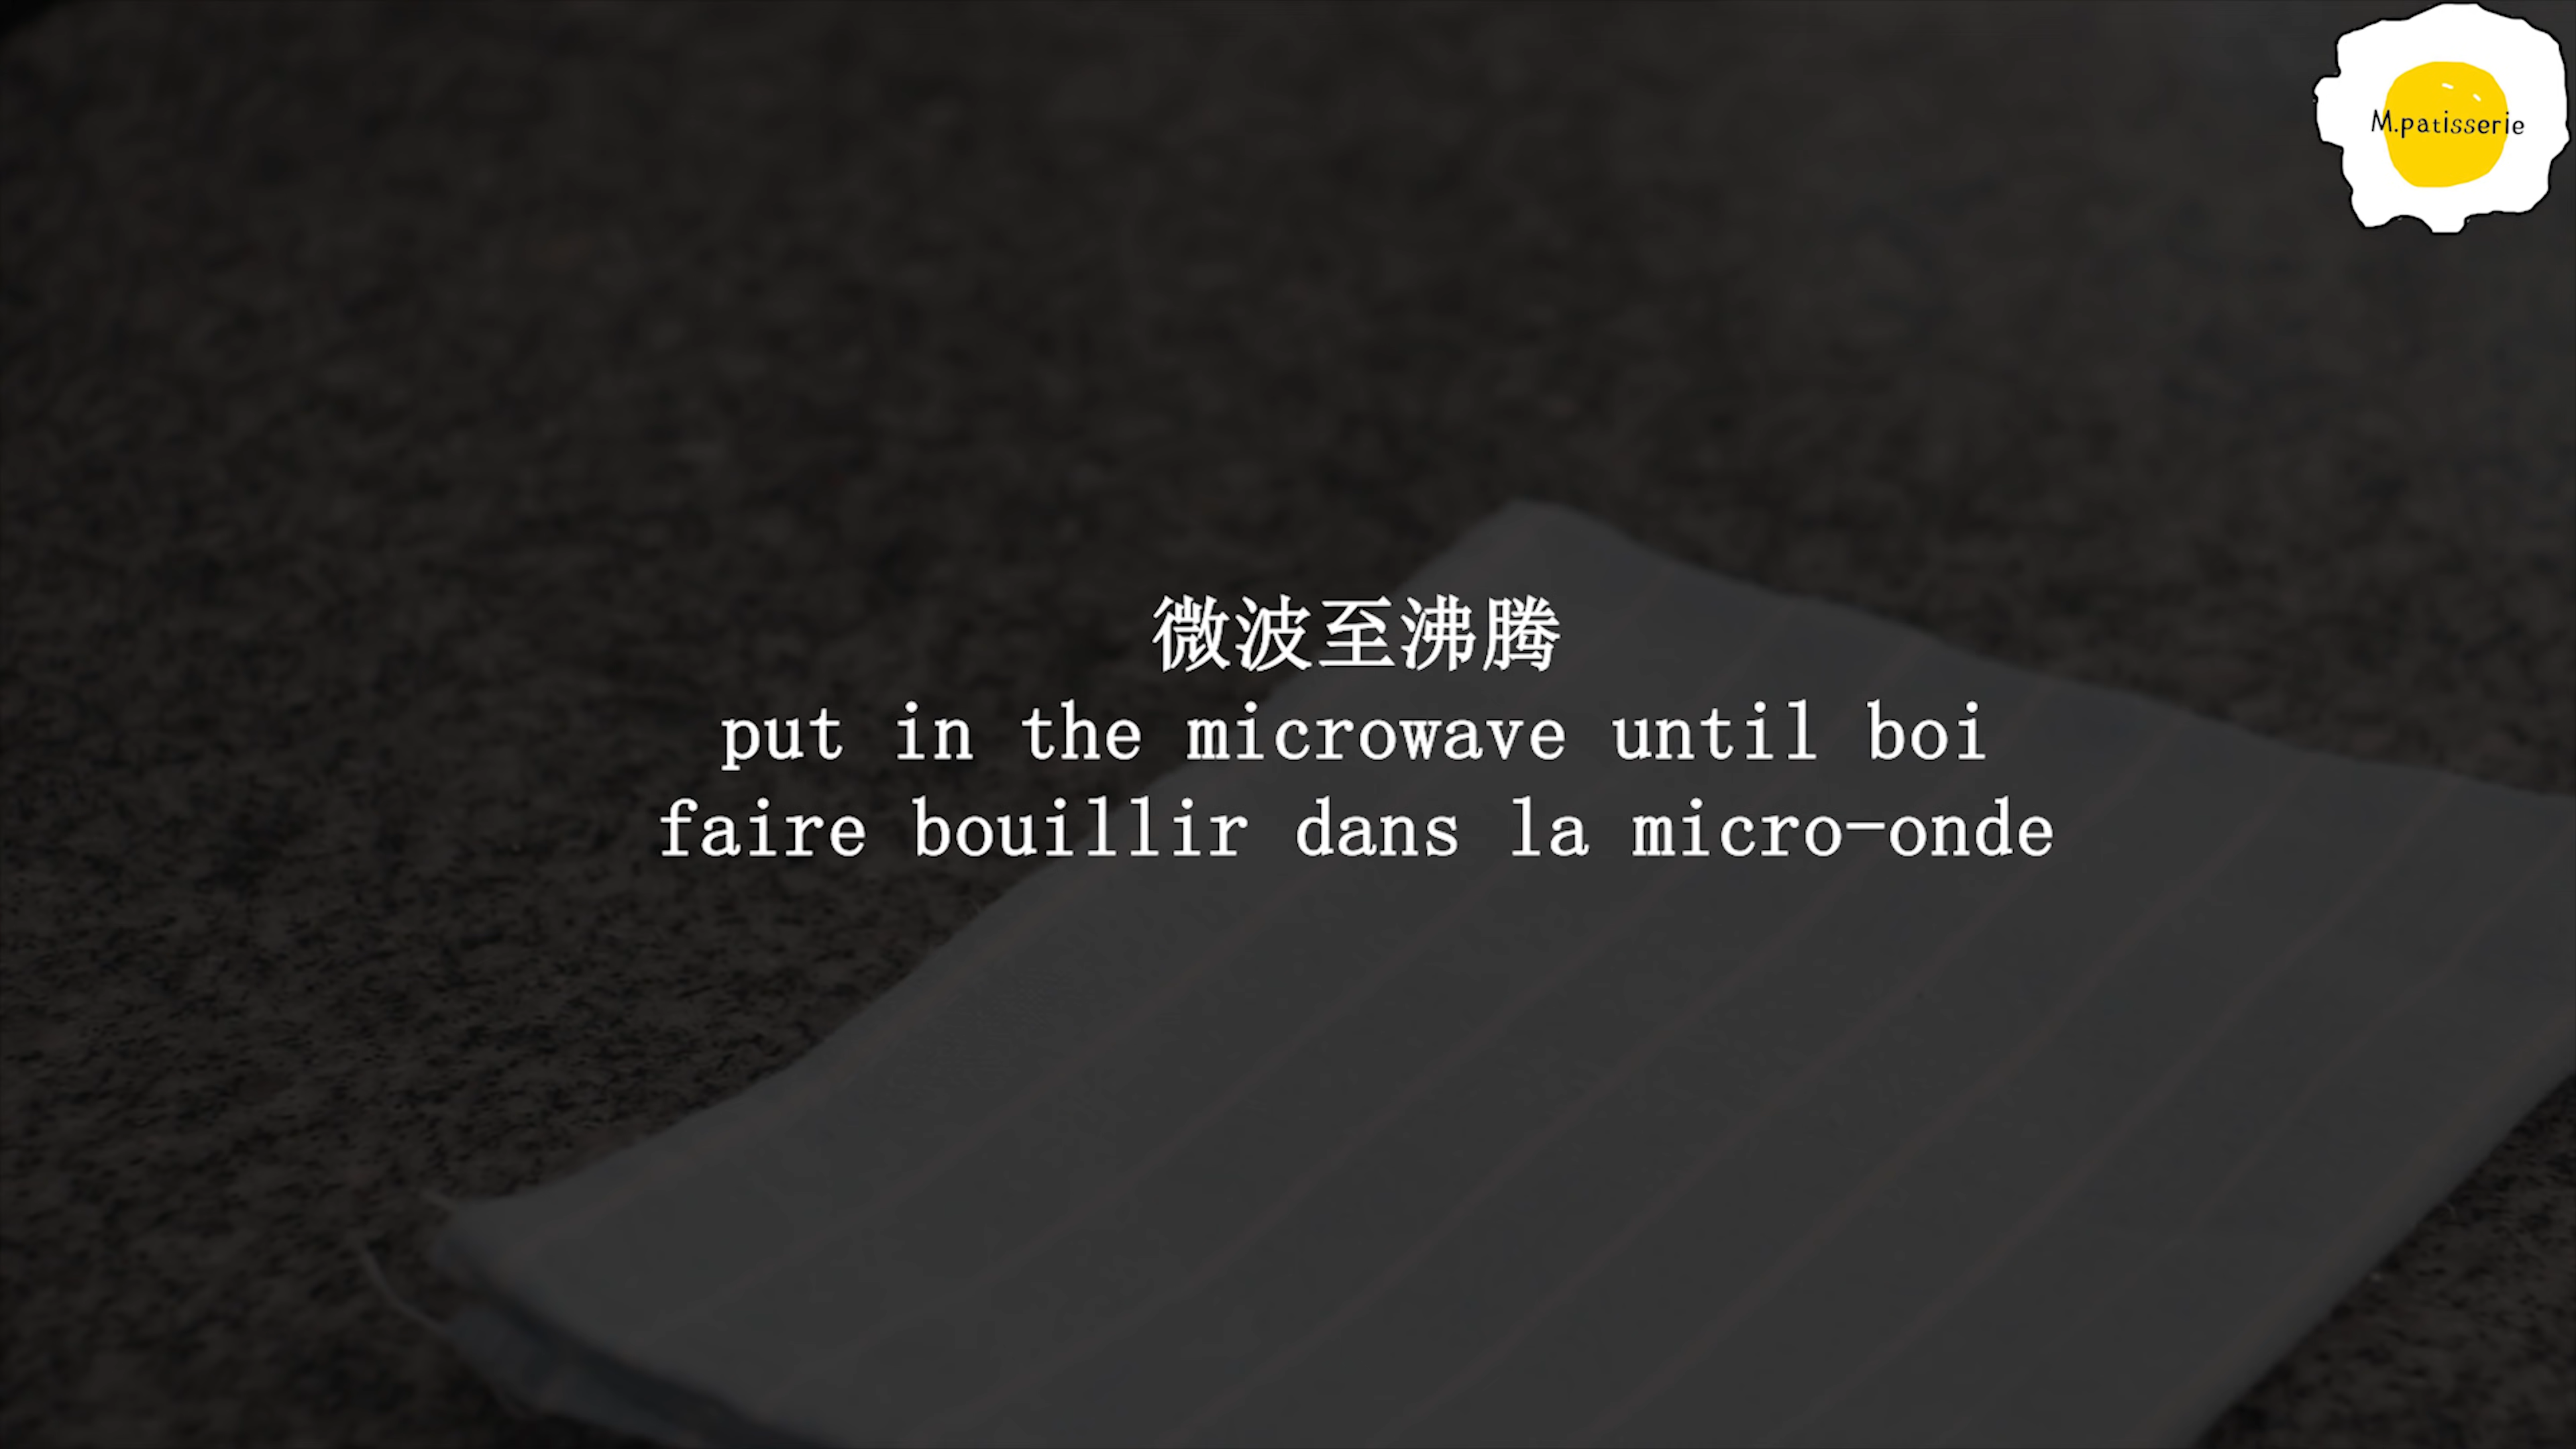 M.patisserie
微波至沸腾
put in the microwave until boi
faire bouillir dans la micro-onde